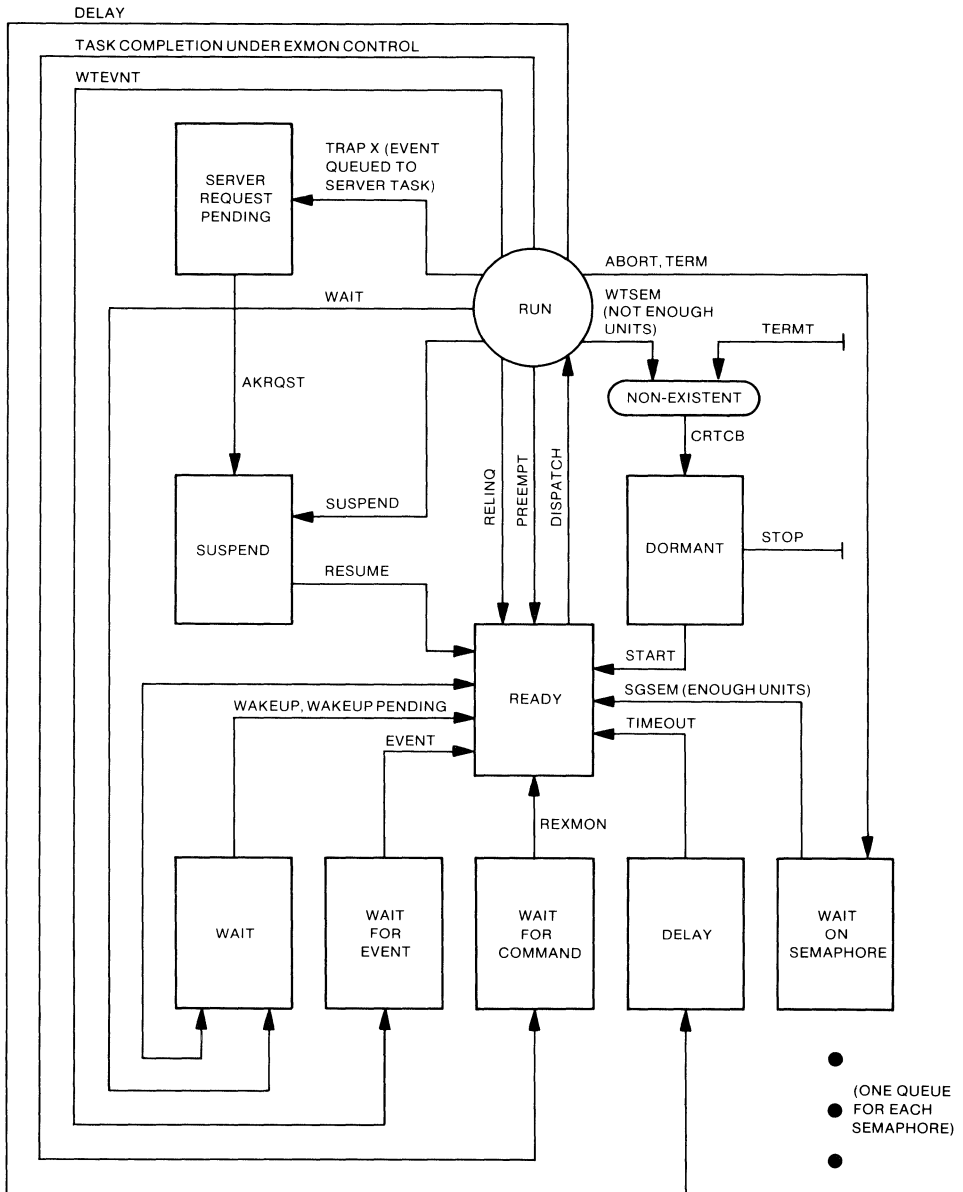 DELAY
TASK COMPLETION UNDER EXMON CONTROL
WTEVNT
TRAP X (EVENT
QUEUED TO
SERVER TASK)
SERVER
REQUEST
PENDING
ABORT, TERM
WAIT
RUN
WTSEM
(NOT ENOUGH
UNITS)
TERMT
AKRQST
NON-EXISTENT
CRTCB
RELINQ
PREEMPT
DISPATCH
SUSPEND
SUSPEND
DORMANT
STOP
RESUME
START
READY
SGSEM (ENOUGH UNITS)
WAKEUP, WAKEUP PENDING
TIMEOUT
EVENT
REXMON
WAIT
WAIT
FOR
EVENT
WAIT
FOR
COMMAND
DELAY
WAIT
ON
SEMAPHORE
(ONE QUEUE
FOR EACH
SEMAPHORE)